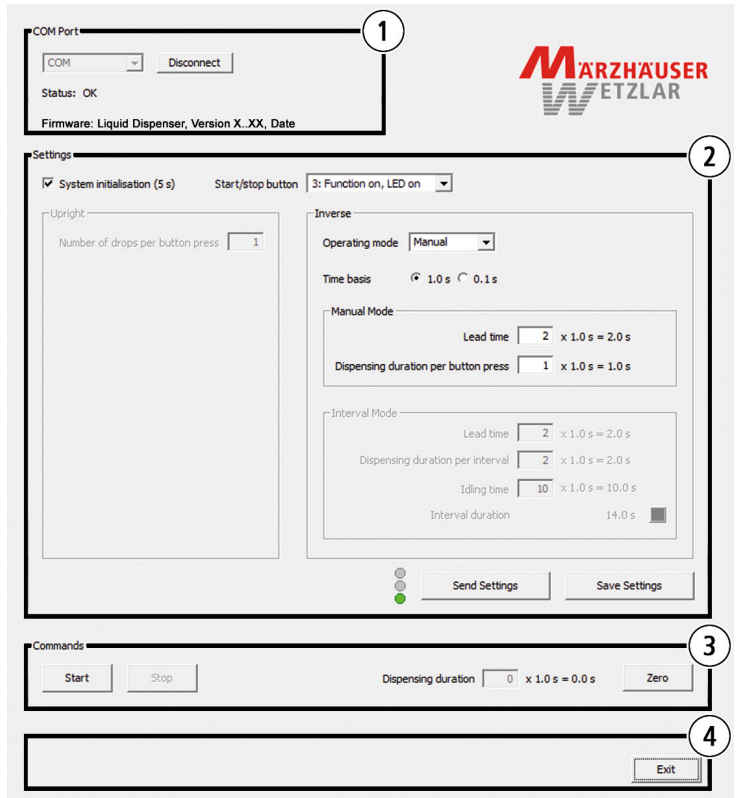 COM Port
1
COM
Disconnect
Status: OK
Firmware: Liquid Dispenser, Version X..XX, Date
MÄRZHÄUSER
WETZLAR
Settings
2
System initialisation (5 s)
Start/stop button
3: Function on, LED on
Upright
Number of drops per button press
1
Inverse
Operating mode
Manual
Time basis
1.0 s
0.1 s
Manual Mode
Lead time 2 x 1.0 s = 2.0 s
Dispensing duration per button press 1 x 1.0 s = 1.0 s
Interval Mode
Lead time 2 x 1.0 s = 2.0 s
Dispensing duration per interval 2 x 1.0 s = 2.0 s
Idling time 10 x 1.0 s = 10.0 s
Interval duration 14.0 s
Send Settings
Save Settings
Commands
3
Start
Stop
Dispensing duration 0 x 1.0 s = 0.0 s
Zero
4
Exit